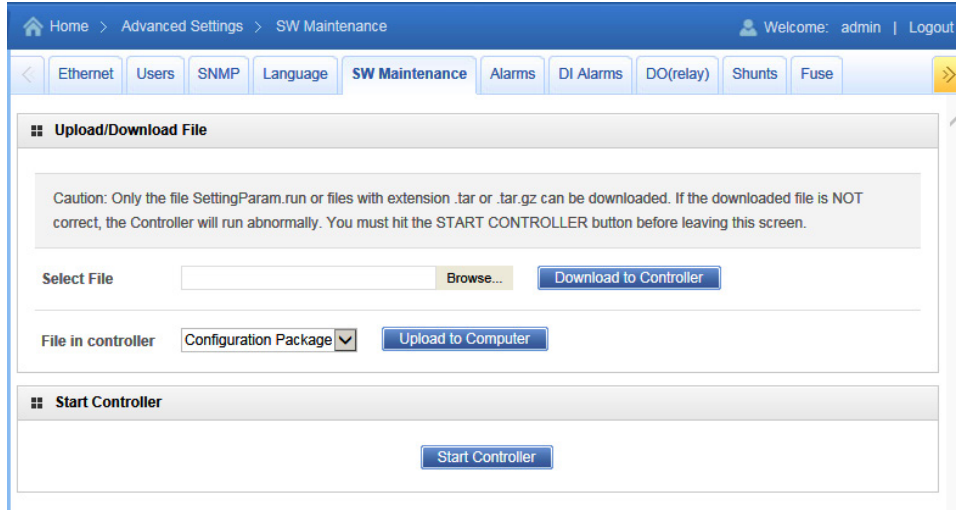 Home > Advanced Settings > SW Maintenance Welcome: admin | Logout
Ethernet Users SNMP Language SW Maintenance Alarms DI Alarms DO(relay) Shunts Fuse
Upload/Download File
Caution: Only the file SettingParam.run or files with extension .tar or .tar.gz can be downloaded. If the downloaded file is NOT
correct, the Controller will run abnormally. You must hit the START CONTROLLER button before leaving this screen.
Select File Browse... Download to Controller
File in controller Configuration Package Upload to Computer
Start Controller
Start Controller